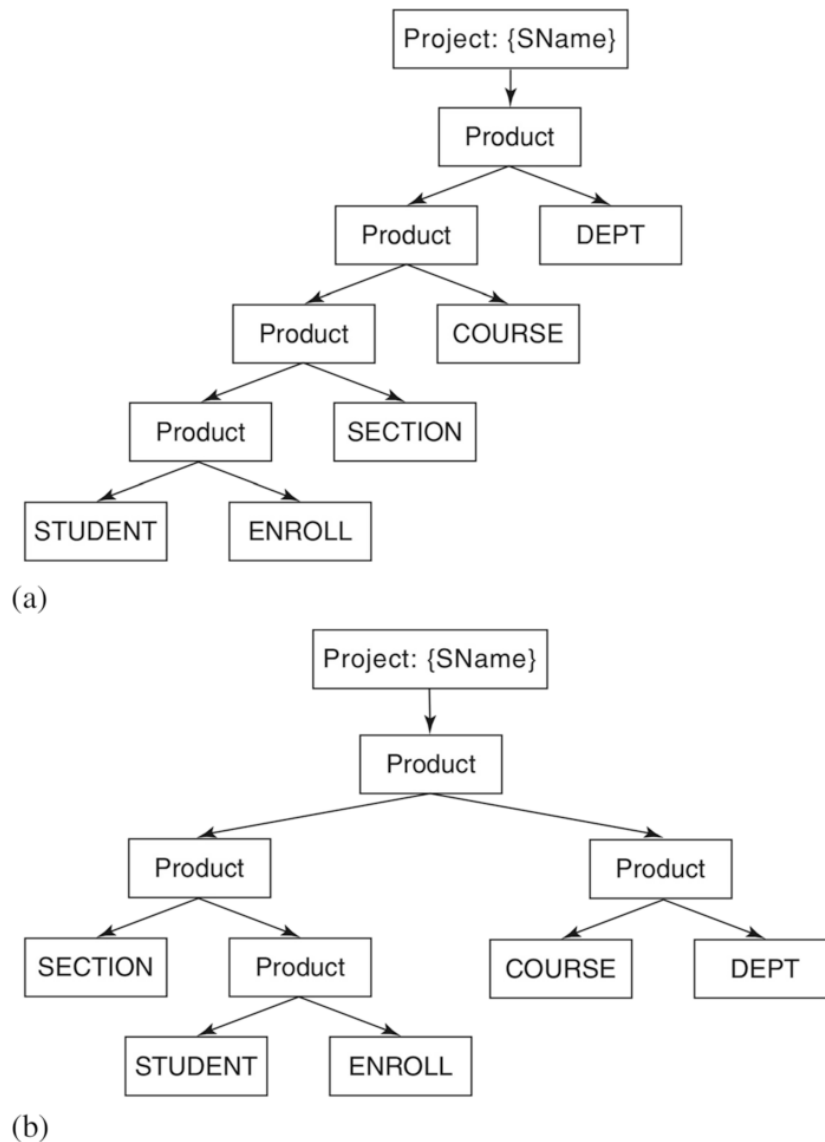 Project: {SName}
Product
Product DEPT
Product COURSE
Product SECTION
STUDENT ENROLL
(a)
Project: {SName}
Product
Product Product
SECTION Product COURSE DEPT
STUDENT ENROLL
(b)